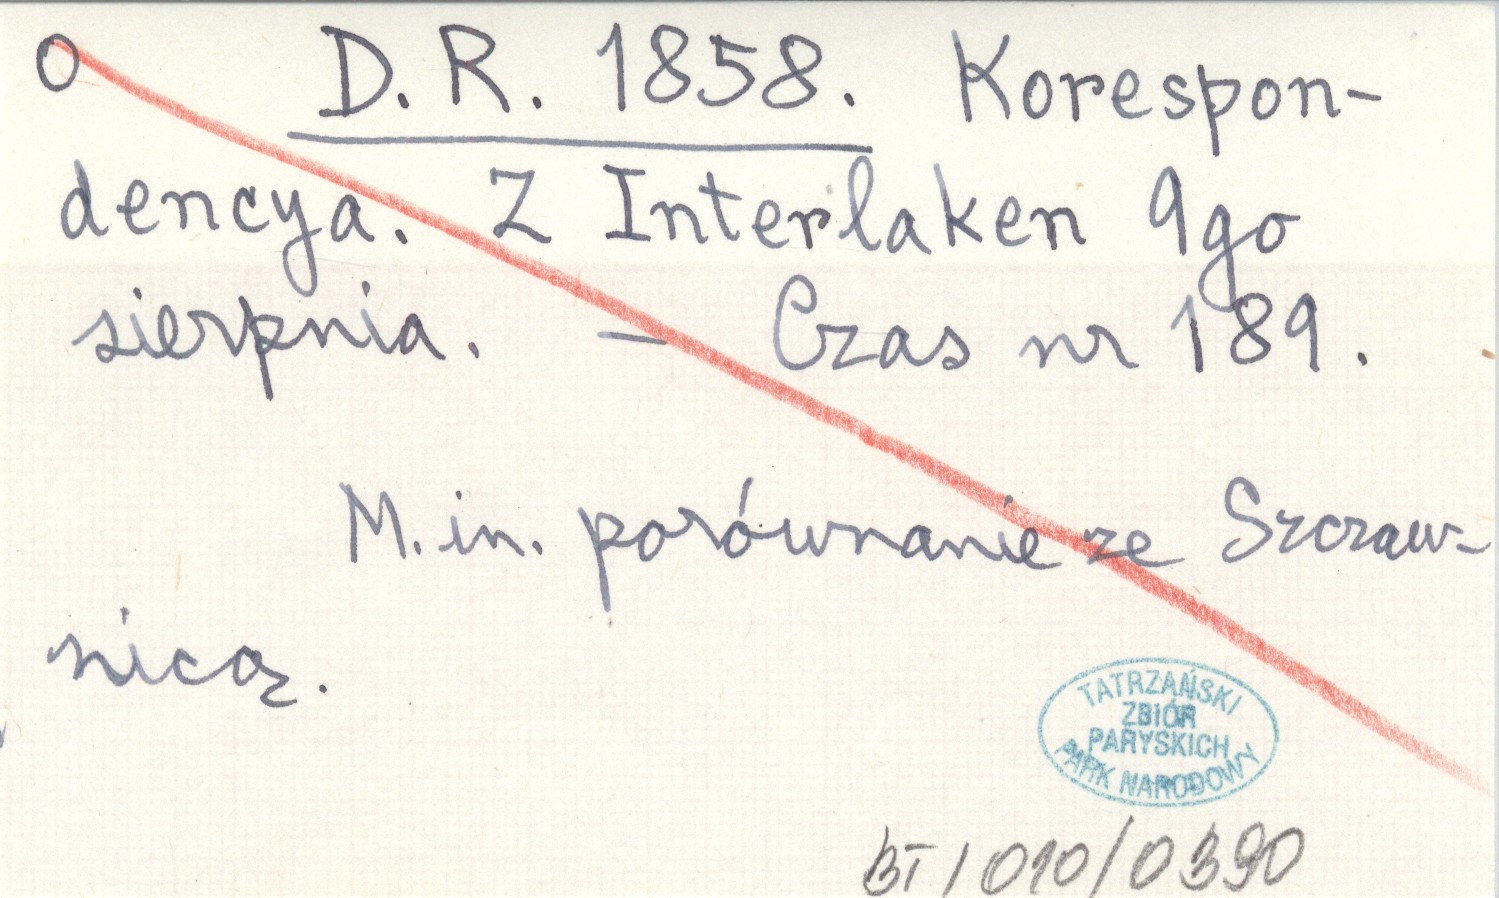 O D. R. 1858. Korespon-
dencya. Z Interlaken 9go
sierpnia. – Czas nr 189.
M. in. porównanie ze Szczaw-
nicą.
TATRZAŃSKI
ZBIÓR
PARYSKICH
PARK NARODOWY
BT/010/0390